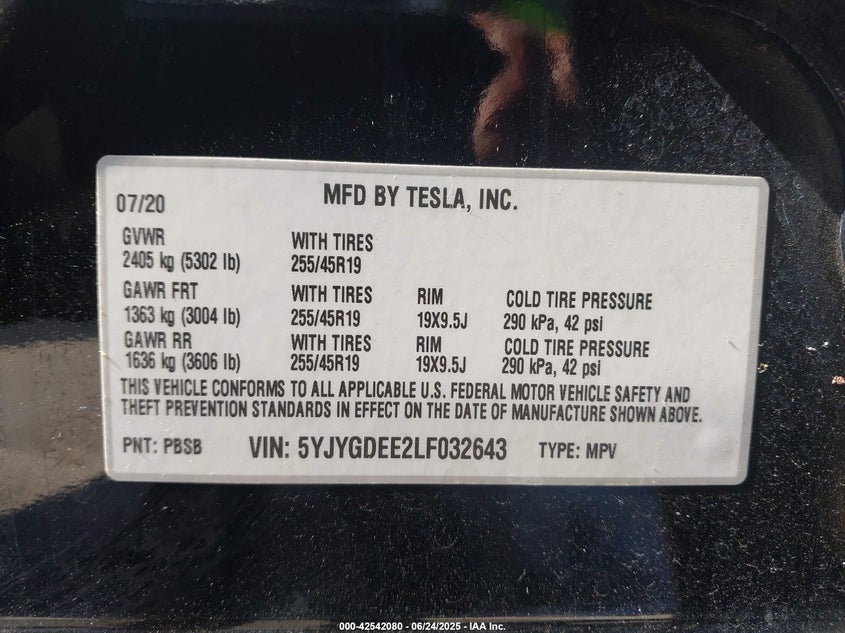 07/20 MFD BY TESLA, INC.
GVWR WITH TIRES
2405 kg (5302 lb) 255/45R19
GAWR FRT WITH TIRES RIM COLD TIRE PRESSURE
1363 kg (3004 lb) 255/45R19 19X9.5J 290 kPa, 42 psi
GAWR RR WITH TIRES RIM COLD TIRE PRESSURE
1636 kg (3606 lb) 255/45R19 19X9.5J 290 kPa, 42 psi
THIS VEHICLE CONFORMS TO ALL APPLICABLE U.S. FEDERAL MOTOR VEHICLE SAFETY AND
THEFT PREVENTION STANDARDS IN EFFECT ON THE DATE OF MANUFACTURE SHOWN ABOVE.
PNT: PBSB VIN: 5YJYGDEE2LF032643 TYPE: MPV
000-42542080 - 06/24/2025 - IAA Inc.